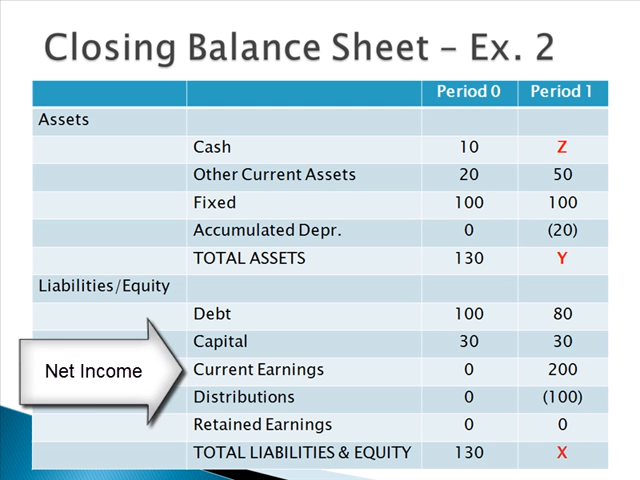 Closing Balance Sheet – Ex. 2
Period 0 Period 1
Assets
Cash 10 Z
Other Current Assets 20 50
Fixed 100 100
Accumulated Depr. 0 (20)
TOTAL ASSETS 130 Y
Liabilities/Equity
Debt 100 80
Capital 30 30
Net Income
Current Earnings 0 200
Distributions 0 (100)
Retained Earnings 0 0
TOTAL LIABILITIES & EQUITY 130 X